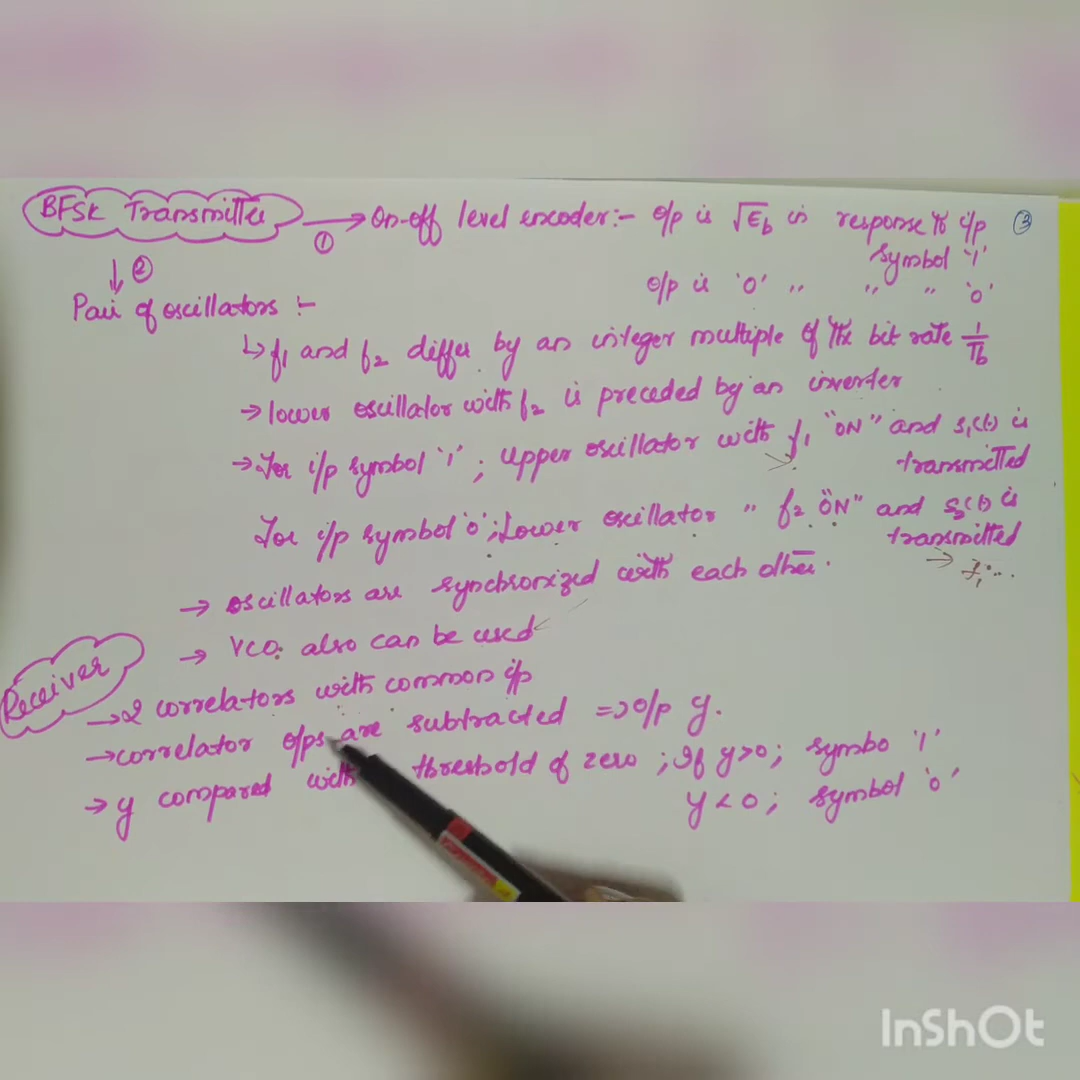 BFSK Transmitter ① → On-off level encoder:- o/p is √Eb in response to i/p ③
symbol '1'
o/p is '0' ,, ,, ,, '0'
↓ ②
Pair of oscillators :-
↳ f1 and f2 differ by an integer multiple of the bit rate 1/Tb
→ lower oscillator with f2 is preceded by an inverter
→ For i/p symbol '1' ; Upper oscillator with f1 "ON" and s1(t) is
transmitted
For i/p symbol '0' ; Lower oscillator " f2 "ON" and s2(t) is
transmitted
→ f1
→ oscillators are synchronized with each other.
→ VCO also can be used
Receiver
→ 2 correlators with common i/p
→ correlator o/ps are subtracted => o/p y.
→ y compared with threshold of zero ; If y>0; symbo '1'
y<0; symbol '0'
InShOt